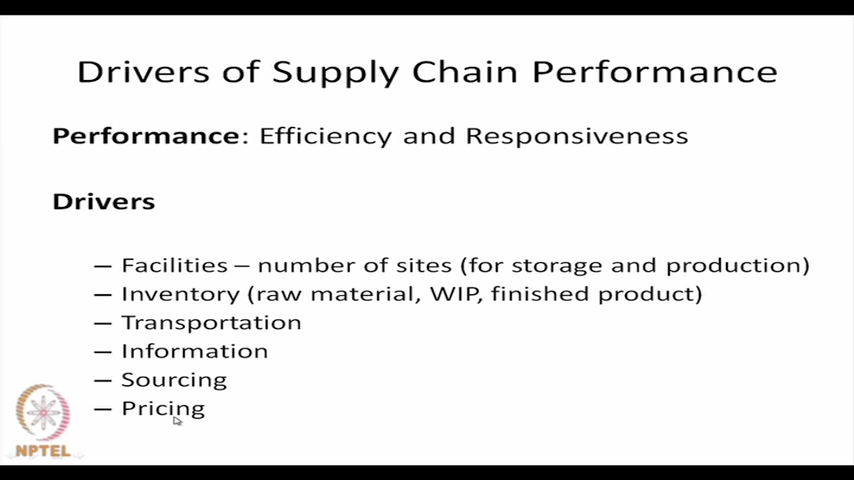 Drivers of Supply Chain Performance
Performance: Efficiency and Responsiveness
Drivers
– Facilities – number of sites (for storage and production)
– Inventory (raw material, WIP, finished product)
– Transportation
– Information
– Sourcing
– Pricing
NPTEL